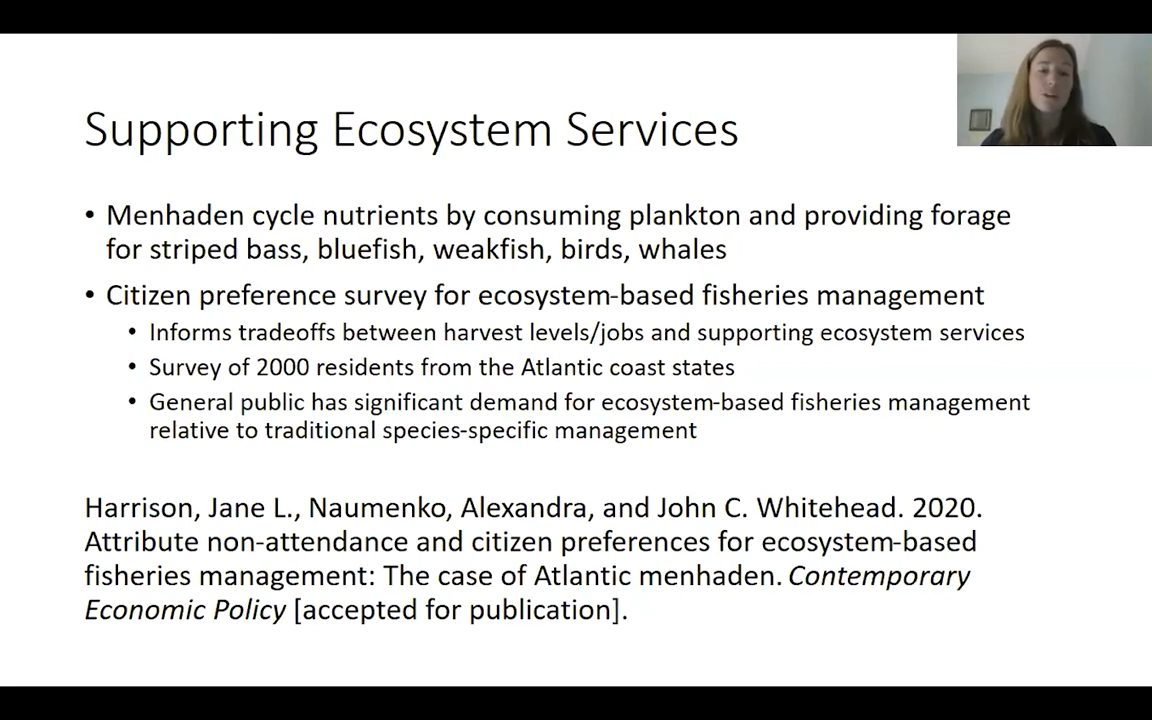 Supporting Ecosystem Services
• Menhaden cycle nutrients by consuming plankton and providing forage
for striped bass, bluefish, weakfish, birds, whales
• Citizen preference survey for ecosystem-based fisheries management
• Informs tradeoffs between harvest levels/jobs and supporting ecosystem services
• Survey of 2000 residents from the Atlantic coast states
• General public has significant demand for ecosystem-based fisheries management
relative to traditional species-specific management
Harrison, Jane L., Naumenko, Alexandra, and John C. Whitehead. 2020.
Attribute non-attendance and citizen preferences for ecosystem-based
fisheries management: The case of Atlantic menhaden. Contemporary
Economic Policy [accepted for publication].